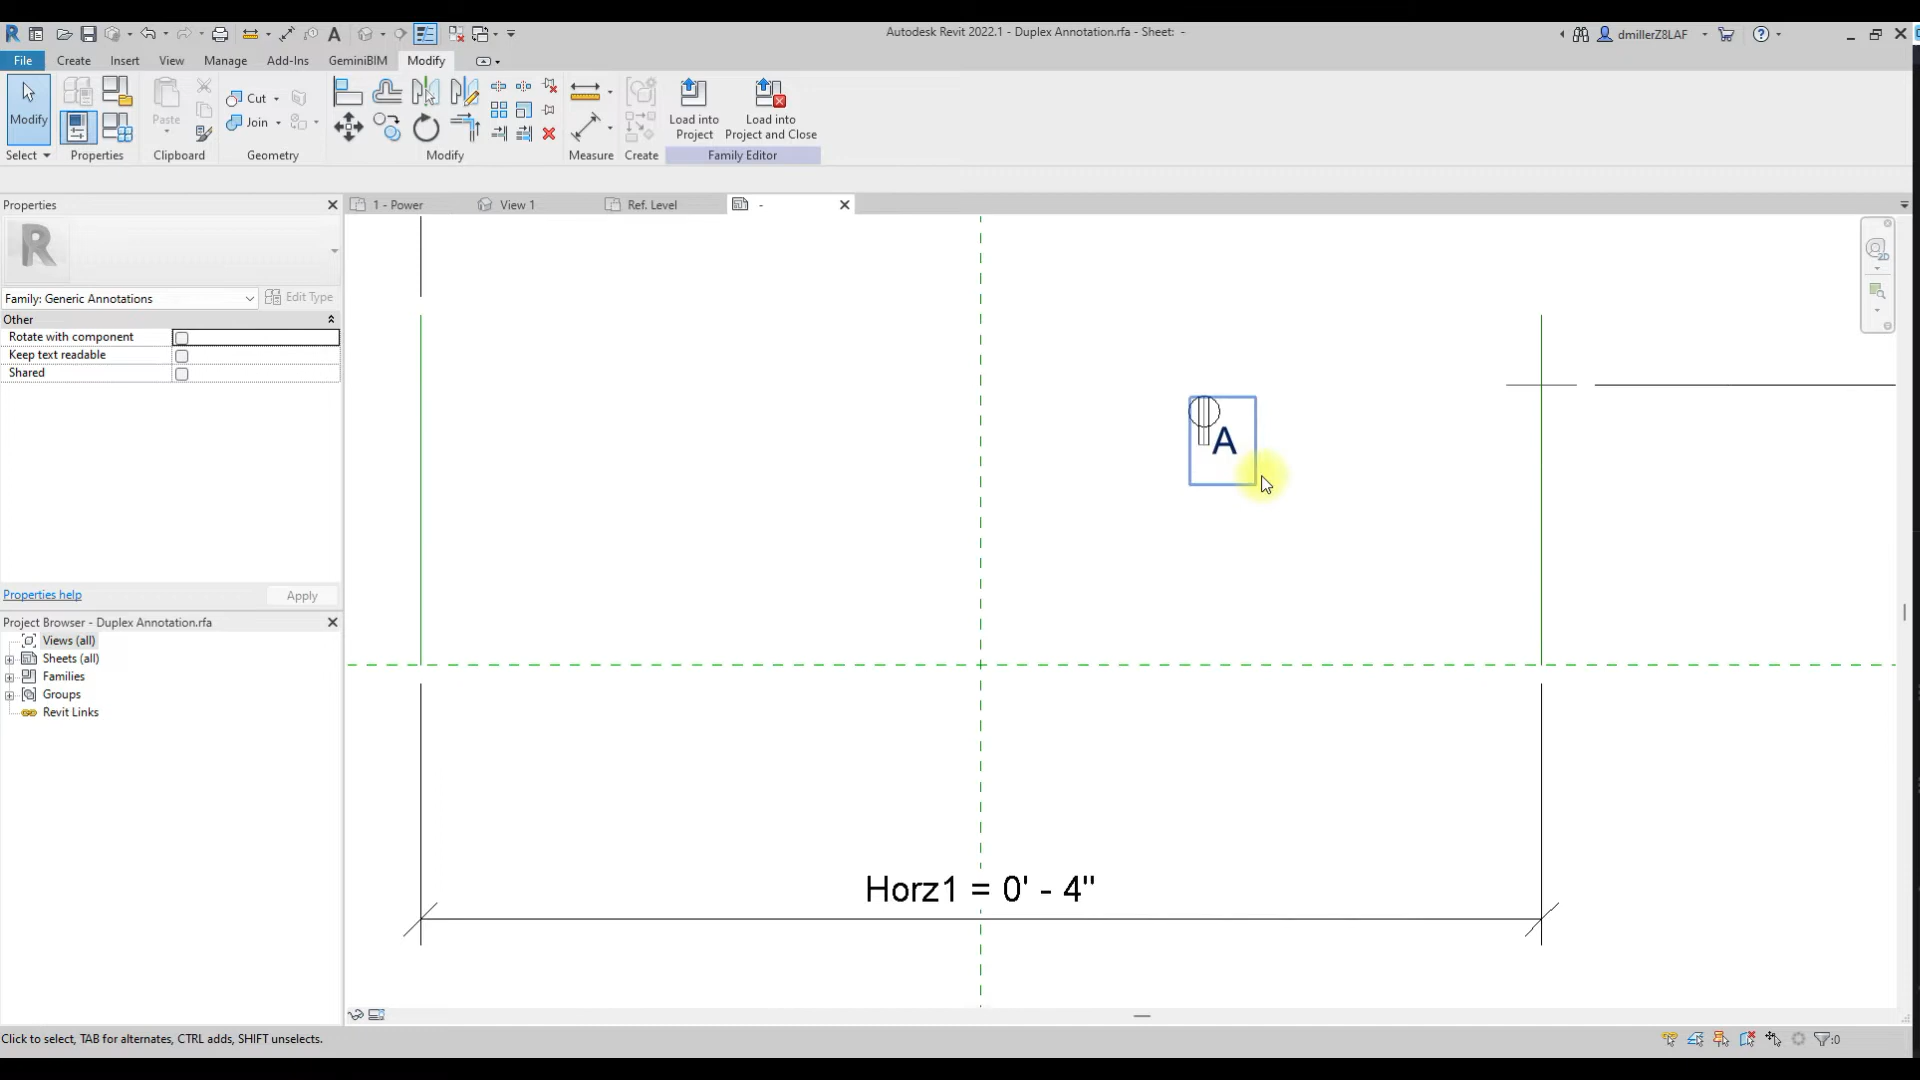 Autodesk Revit 2022.1 - Duplex Annotation.rfa - Sheet: -
dmillerZ8LAF
File Create Insert View Manage Add-Ins GeminiBIM Modify
Modify
Paste
Cut
Join
Load into Project
Load into Project and Close
Select Properties Clipboard Geometry Modify Measure Create Family Editor
Properties
1 - Power View 1 Ref. Level -
Family: Generic Annotations Edit Type
Other
Rotate with component
Keep text readable
Shared
Properties help Apply
Project Browser - Duplex Annotation.rfa
Views (all)
Sheets (all)
Families
Groups
Revit Links
A
2D
Horz1 = 0' - 4"
Click to select, TAB for alternates, CTRL adds, SHIFT unselects.
:0